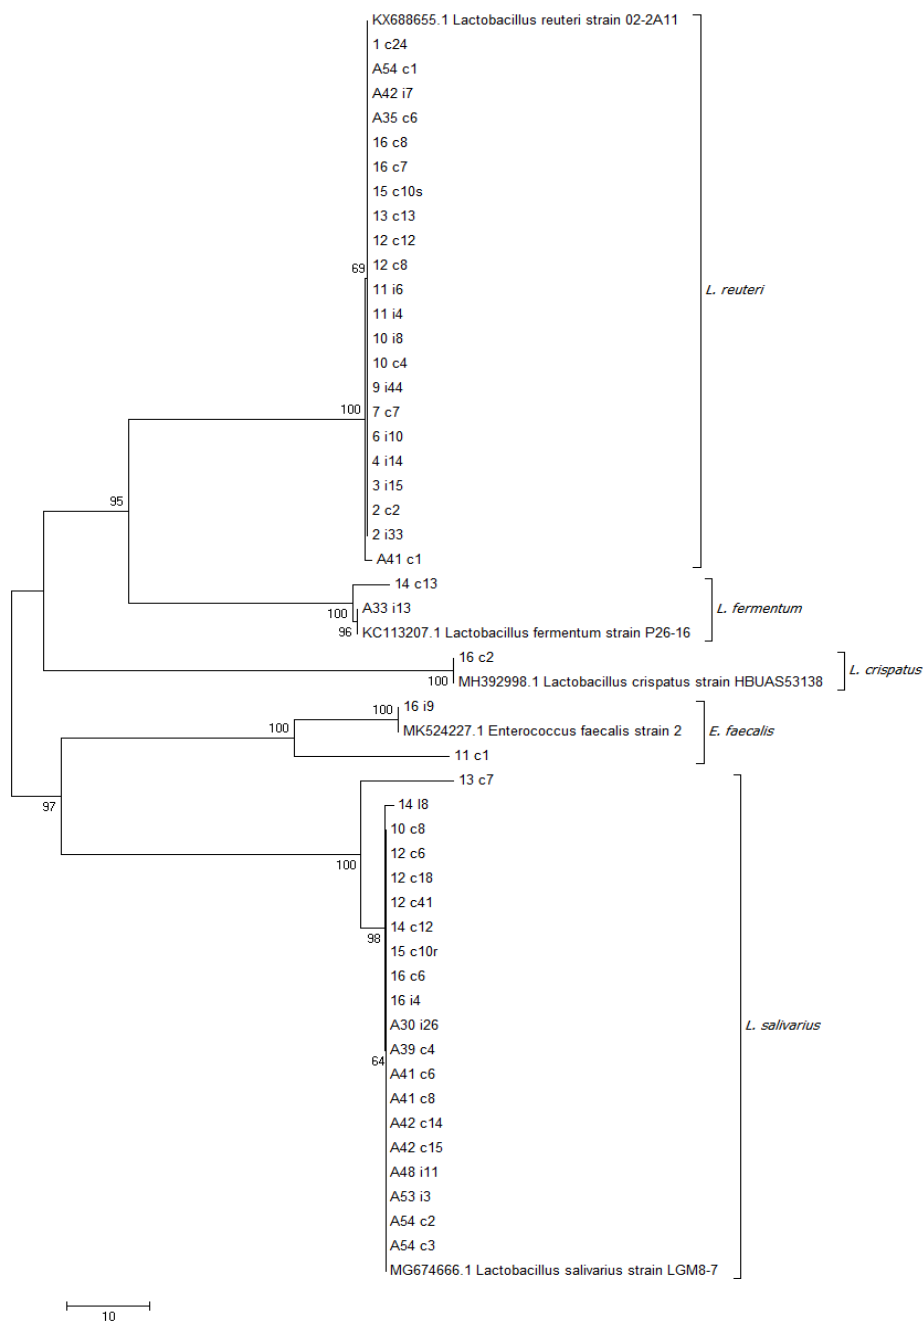 KX688655.1 Lactobacillus reuteri strain 02-2A11
1 c24
A54 c1
A42 i7
A35 c6
16 c8
16 c7
15 c10s
13 c13
12 c12
12 c8
69
11 i6
L. reuteri
11 i4
10 i8
10 c4
9 i44
100
7 c7
6 i10
4 i14
3 i15
95
2 c2
2 i33
A41 c1
14 c13
100
A33 i13
L. fermentum
96
KC113207.1 Lactobacillus fermentum strain P26-16
16 c2
L. crispatus
100
MH392998.1 Lactobacillus crispatus strain HBUAS53138
100
16 i9
100
MK524227.1 Enterococcus faecalis strain 2
E. faecalis
11 c1
13 c7
97
14 I8
10 c8
100
12 c6
12 c18
12 c41
14 c12
98
15 c10r
16 c6
16 i4
A30 i26
L. salivarius
A39 c4
64
A41 c6
A41 c8
A42 c14
A42 c15
A48 i11
A53 i3
A54 c2
A54 c3
MG674666.1 Lactobacillus salivarius strain LGM8-7
10